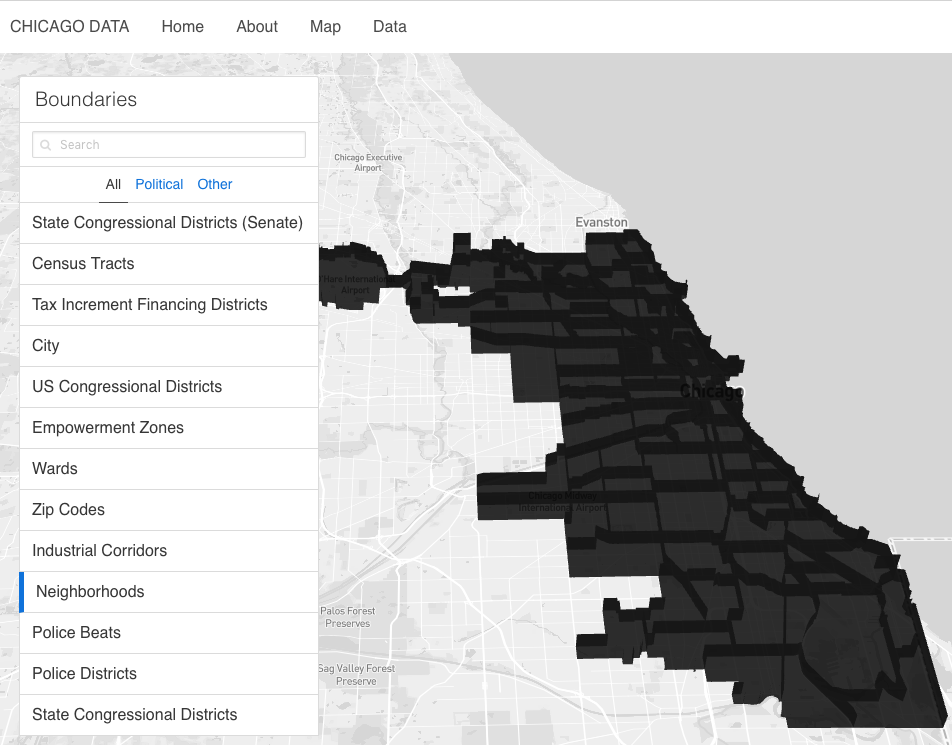 CHICAGO DATA Home About Map Data
Boundaries
Search
All Political Other
State Congressional Districts (Senate)
Census Tracts
Tax Increment Financing Districts
City
US Congressional Districts
Empowerment Zones
Wards
Zip Codes
Industrial Corridors
Neighborhoods
Police Beats
Police Districts
State Congressional Districts
Chicago Executive
Airport
Evanston
'Hare International
Airport
Chicago
Chicago Midway
International Airport
Palos Forest
Preserves
Sag Valley Forest
Preserve